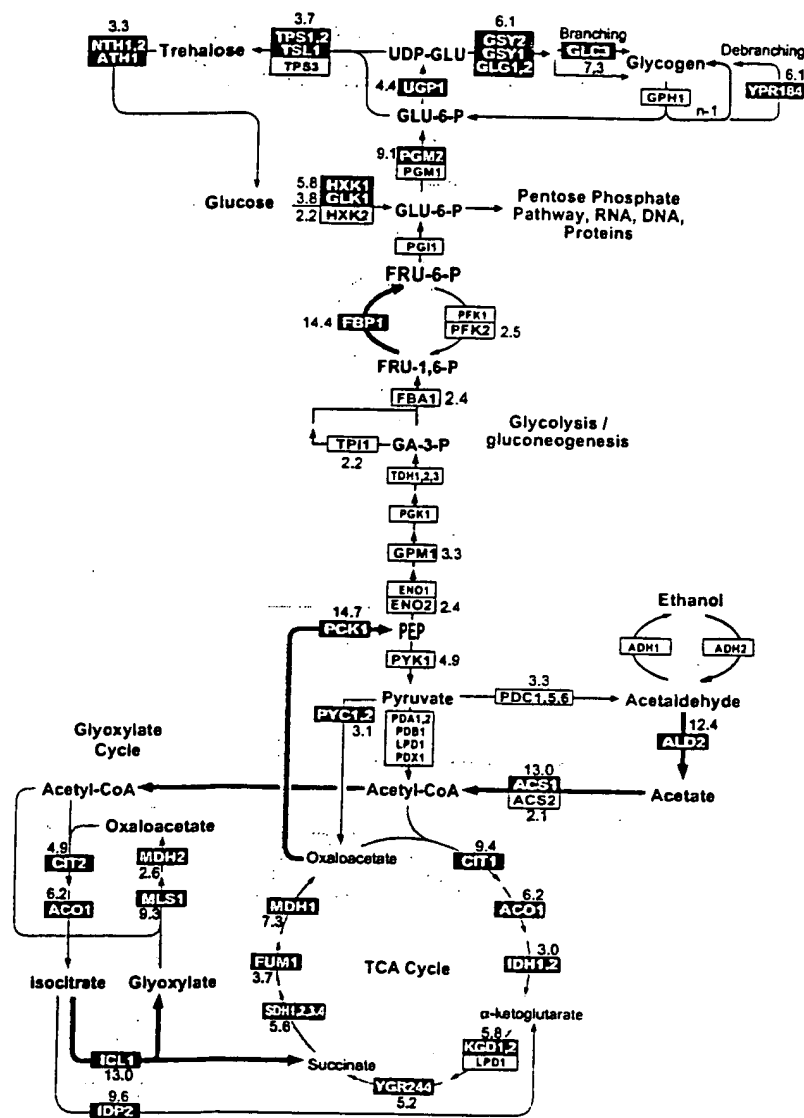 3.3
NTH1,2
ATH1
Trehalose
3.7
TPS1,2
TSL1
TPS3
UDP-GLU
6.1
GSY2
GSY1
GLG1,2
Branching
GLC3
7.3
Glycogen
Debranching
6.1
YPR184
4.4 UGP1
GPH1
n-1
GLU-6-P
9.1 PGM2
PGM1
Glucose
5.8 HXK1
3.8 GLK1
2.2 HXK2
GLU-6-P
Pentose Phosphate
Pathway, RNA, DNA,
Proteins
PGI1
FRU-6-P
14.4 FBP1
PFK1
PFK2 2.5
FRU-1,6-P
FBA1 2.4
Glycolysis /
gluconeogenesis
TPI1
2.2
GA-3-P
TDH1,2,3
PGK1
GPM1 3.3
ENO1
ENO2 2.4
14.7
PCK1
PEP
PYK1 4.9
Ethanol
ADH1
ADH2
Pyruvate
3.3
PDC1,5,6
Acetaldehyde
PYC1,2
3.1
PDA1,2
PDB1
LPD1
PDX1
12.4
ALD2
Glyoxylate
Cycle
Acetyl-CoA
Acetyl-CoA
13.0
ACS1
ACS2
2.1
Acetate
Oxaloacetate
4.9
CIT2
MDH2
2.6
Oxaloacetate
9.4
CIT1
6.2
ACO1
MLS1
9.3
MDH1
7.3
6.2
ACO1
FUM1
3.7
TCA Cycle
3.0
IDH1,2
Isocitrate
Glyoxylate
SDH1,2,3,4
5.6
α-ketoglutarate
5.8
KGD1,2
LPD1
ICL1
13.0
Succinate
YGR244
5.2
9.6
IDP2